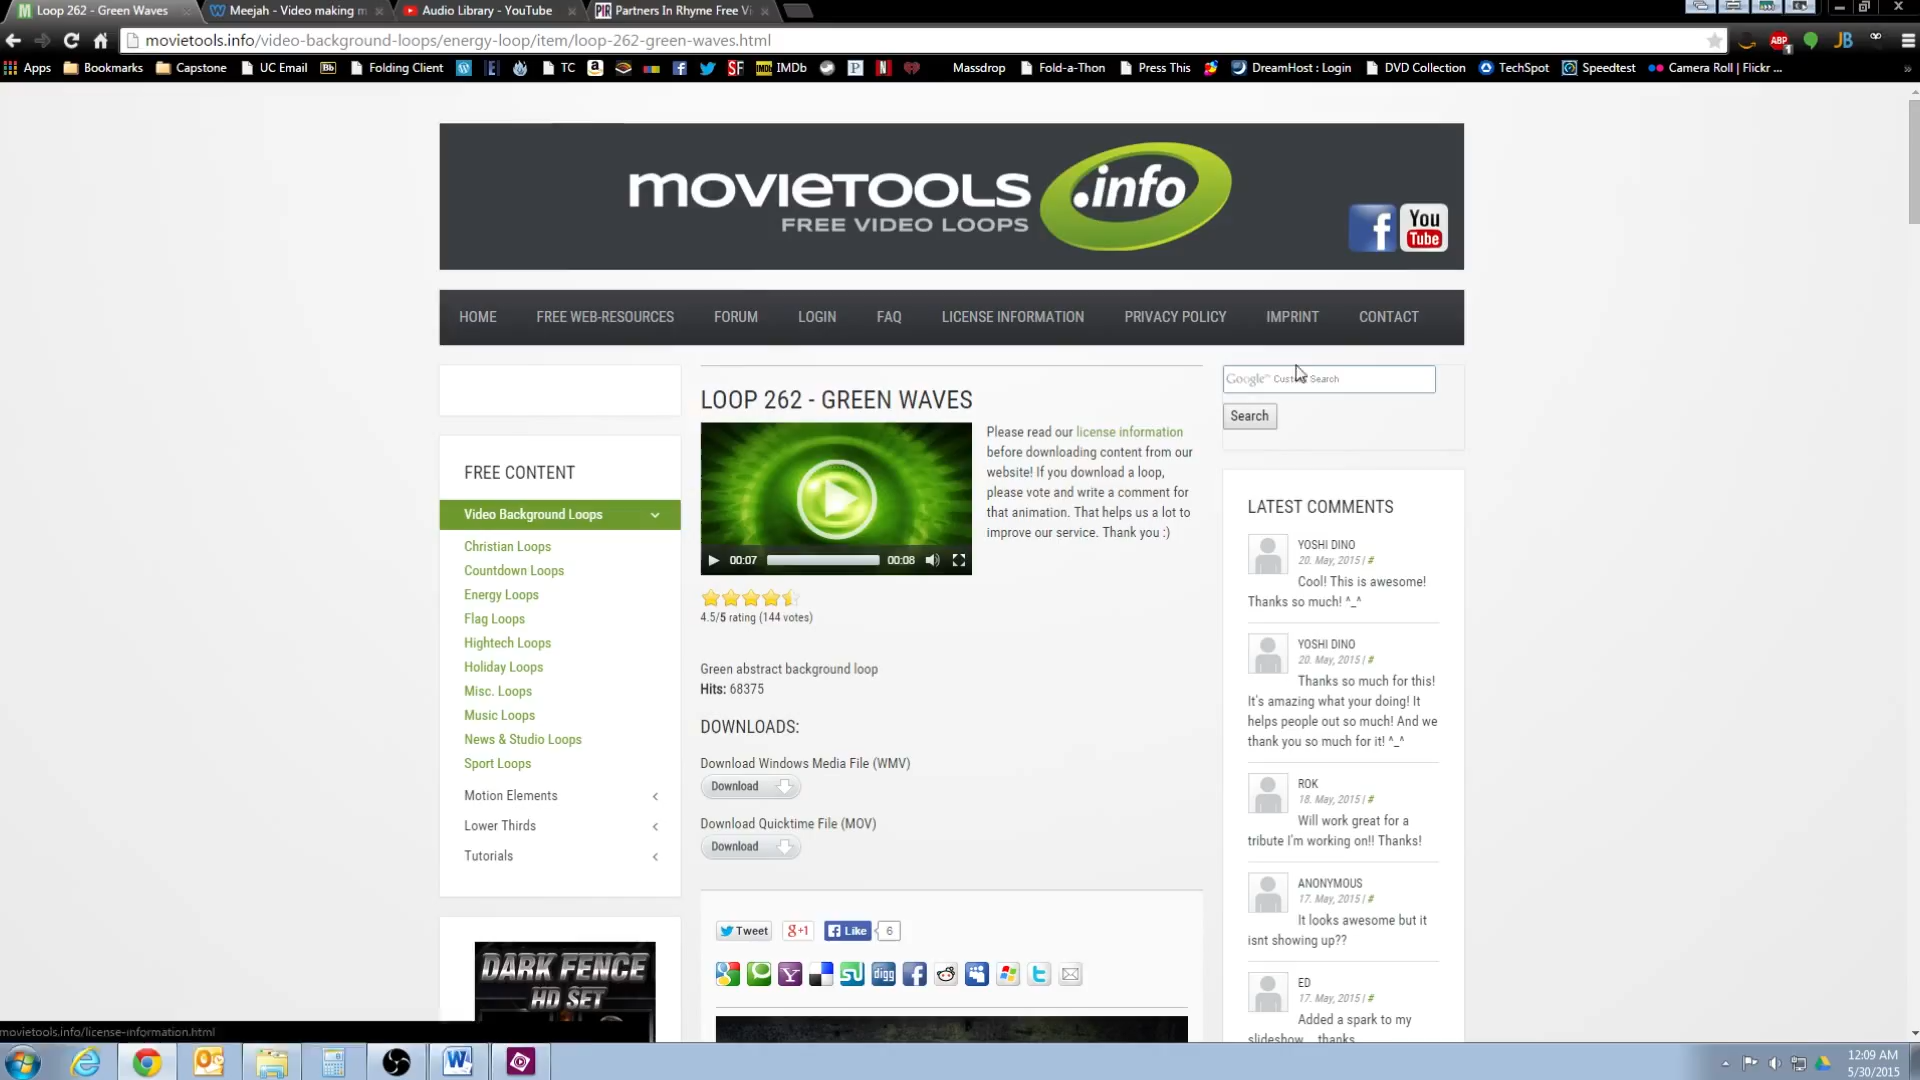 Loop 262 - Green Waves
Meejah - Video making m
Audio Library - YouTube
Partners In Rhyme Free Vi
movietools.info/video-background-loops/energy-loop/item/loop-262-green-waves.html
ABP
JB
Apps Bookmarks Capstone UC Email Bb Folding Client TC IMDb Massdrop Fold-a-Thon Press This DreamHost : Login DVD Collection TechSpot Speedtest Camera Roll | Flickr ... »
MOVIETOOLS .info
FREE VIDEO LOOPS
You
Tube
HOME FREE WEB-RESOURCES FORUM LOGIN FAQ LICENSE INFORMATION PRIVACY POLICY IMPRINT CONTACT
FREE CONTENT
Video Background Loops
Christian Loops
Countdown Loops
Energy Loops
Flag Loops
Hightech Loops
Holiday Loops
Misc. Loops
Music Loops
News & Studio Loops
Sport Loops
Motion Elements
Lower Thirds
Tutorials
DARK FENCE
HD SET
LOOP 262 - GREEN WAVES
00:07 00:08
Please read our license information
before downloading content from our
website! If you download a loop,
please vote and write a comment for
that animation. That helps us a lot to
improve our service. Thank you :)
4.5/5 rating (144 votes)
Green abstract background loop
Hits: 68375
DOWNLOADS:
Download Windows Media File (WMV)
Download
Download Quicktime File (MOV)
Download
Tweet g+1 Like 6
digg
Google™ Custom Search
Search
LATEST COMMENTS
YOSHI DINO
20. May, 2015 | #
Cool! This is awesome!
Thanks so much! ^_^
YOSHI DINO
20. May, 2015 | #
Thanks so much for this!
It's amazing what your doing! It
helps people out so much! And we
thank you so much for it! ^_^
ROK
18. May, 2015 | #
Will work great for a
tribute I'm working on!! Thanks!
ANONYMOUS
17. May, 2015 | #
It looks awesome but it
isnt showing up??
ED
17. May, 2015 | #
Added a spark to my
slideshow... thanks
movietools.info/license-information.html
12:09 AM
5/30/2015